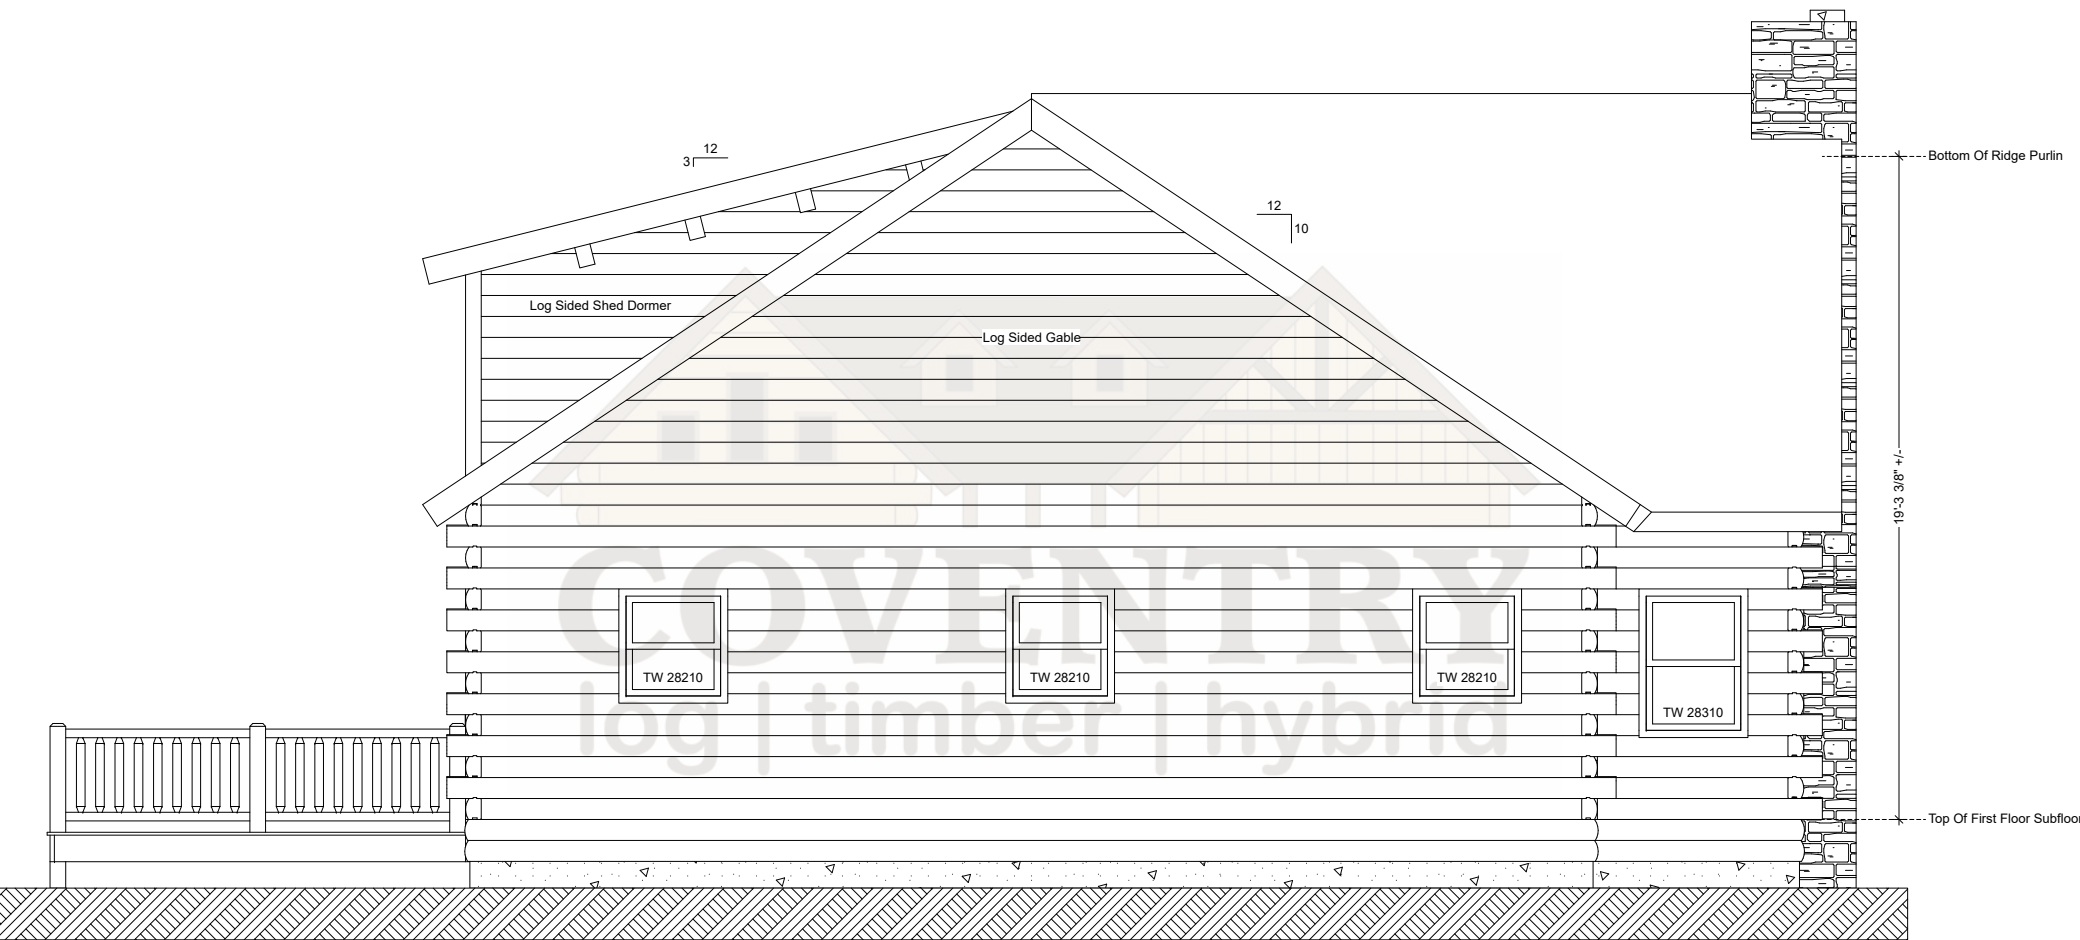 12
3
Bottom Of Ridge Purlin
12
10
Log Sided Shed Dormer
Log Sided Gable
19'-3 3/8" +/-
COVENTRY
TW 28210
TW 28210
TW 28210
log | timber | hybrid
TW 28310
Top Of First Floor Subfloor